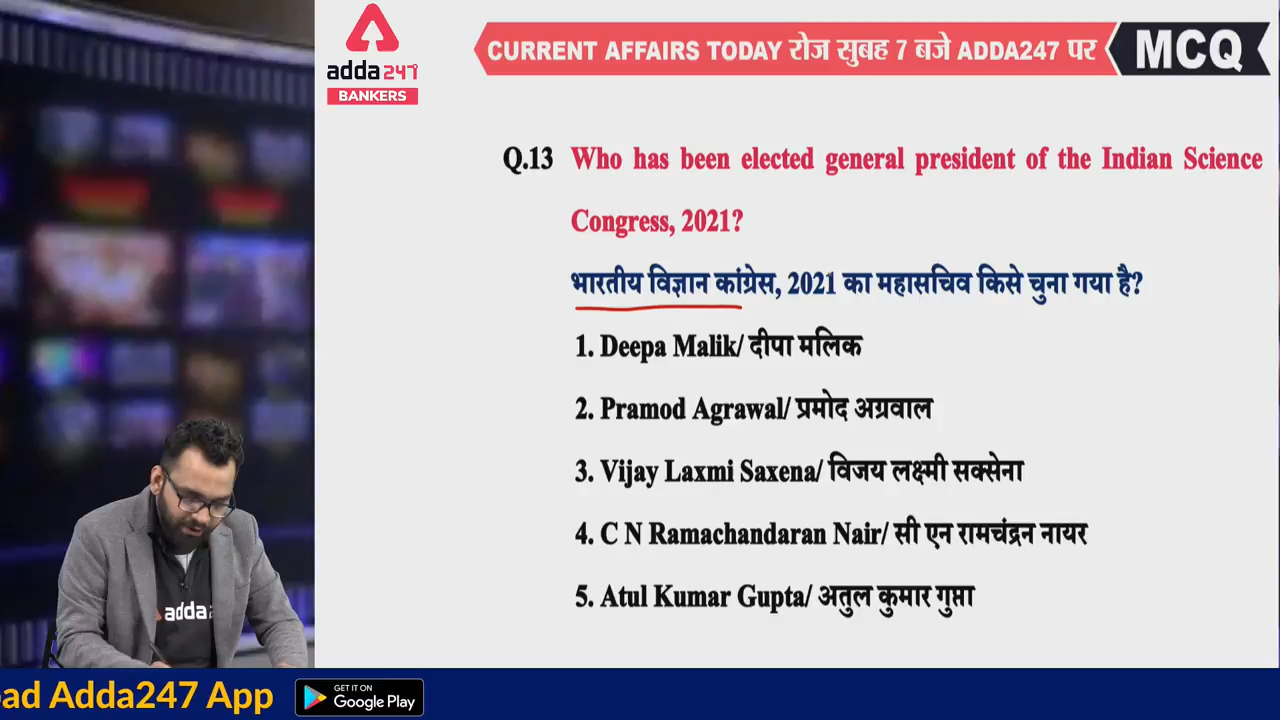 adda247
BANKERS
CURRENT AFFAIRS TODAY रोज सुबह 7 बजे ADDA247 पर
MCQ
Q.13 Who has been elected general president of the Indian Science
Congress, 2021?
भारतीय विज्ञान कांग्रेस, 2021 का महासचिव किसे चुना गया है?
1. Deepa Malik/ दीपा मलिक
2. Pramod Agrawal/ प्रमोद अग्रवाल
3. Vijay Laxmi Saxena/ विजय लक्ष्मी सक्सेना
4. C N Ramachandaran Nair/ सी एन रामचंद्रन नायर
5. Atul Kumar Gupta/ अतुल कुमार गुप्ता
adda2
ad Adda247 App
GET IT ON
Google Play